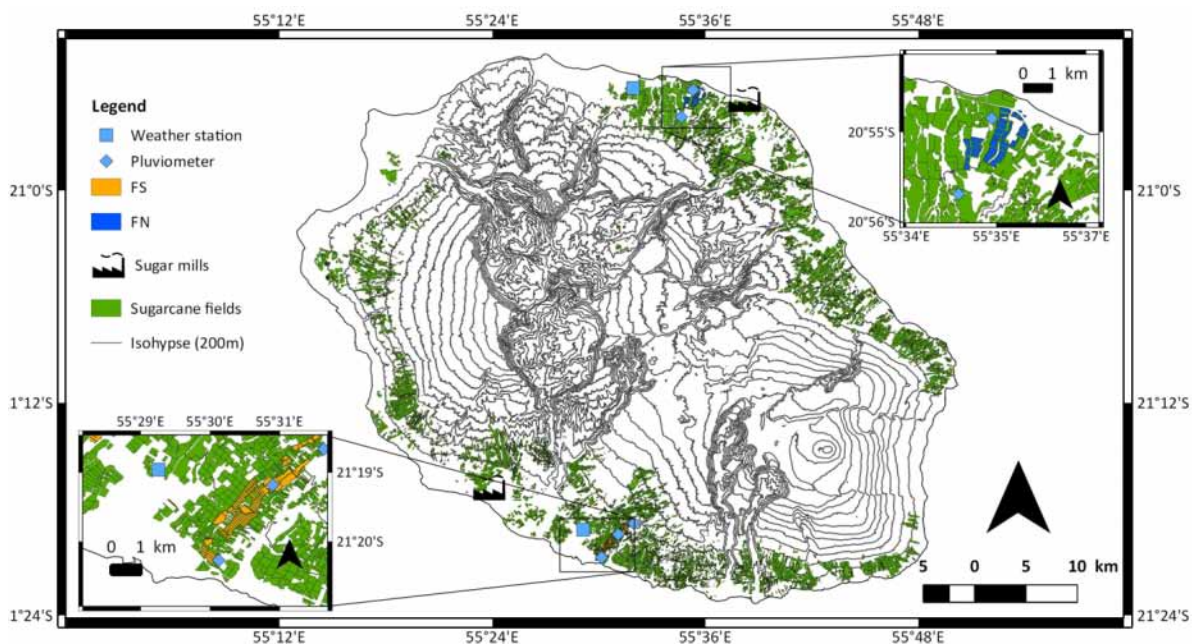 55°12'E 55°24'E 55°36'E 55°48'E
Legend
Weather station
Pluviometer
FS
FN
Sugar mills
Sugarcane fields
Isohypse (200m)
0 1 km
20°55'S
20°56'S
55°34'E 55°35'E 55°37'E
21°0'S 21°0'S
1°12'S 21°12'S
55°29'E 55°30'E 55°31'E
21°19'S
21°20'S
0 1 km
5 0 5 10 km
1°24'S 21°24'S
55°12'E 55°24'E 55°36'E 55°48'E